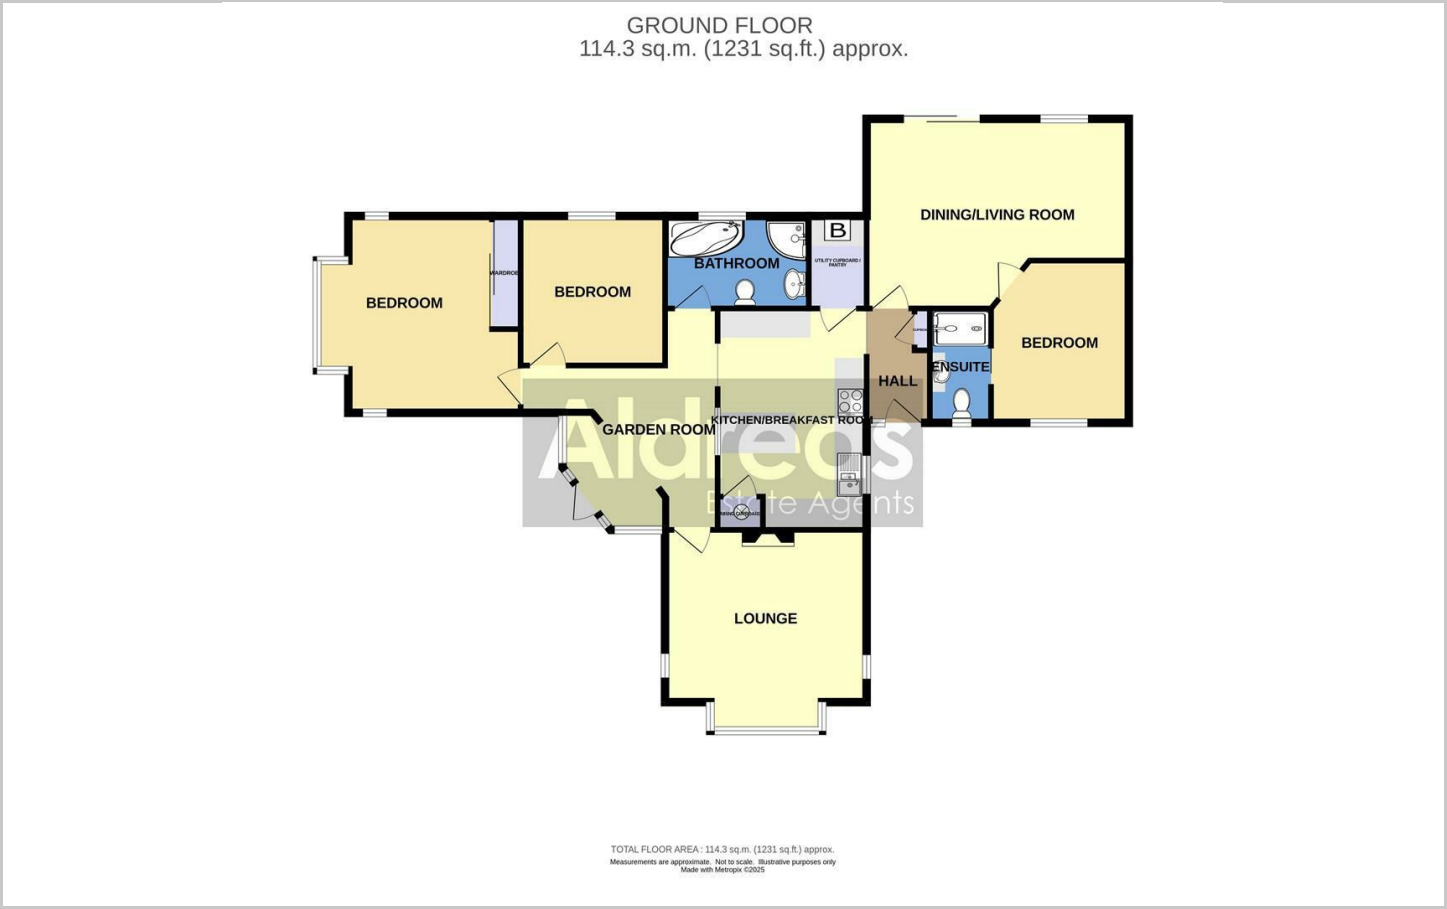 GROUND FLOOR
114.3 sq.m. (1231 sq.ft.) approx.
DINING/LIVING ROOM
B
UTILITY CUPBOARD /
PANTRY
BATHROOM
WARDROBE
BEDROOM
BEDROOM
BEDROOM
ENSUITE
HALL
KITCHEN/BREAKFAST ROOM
GARDEN ROOM
Aldreds
Estate Agents
LOUNGE
TOTAL FLOOR AREA : 114.3 sq.m. (1231 sq.ft.) approx.
Measurements are approximate. Not to scale. Illustrative purposes only
Made with Metropix ©2025